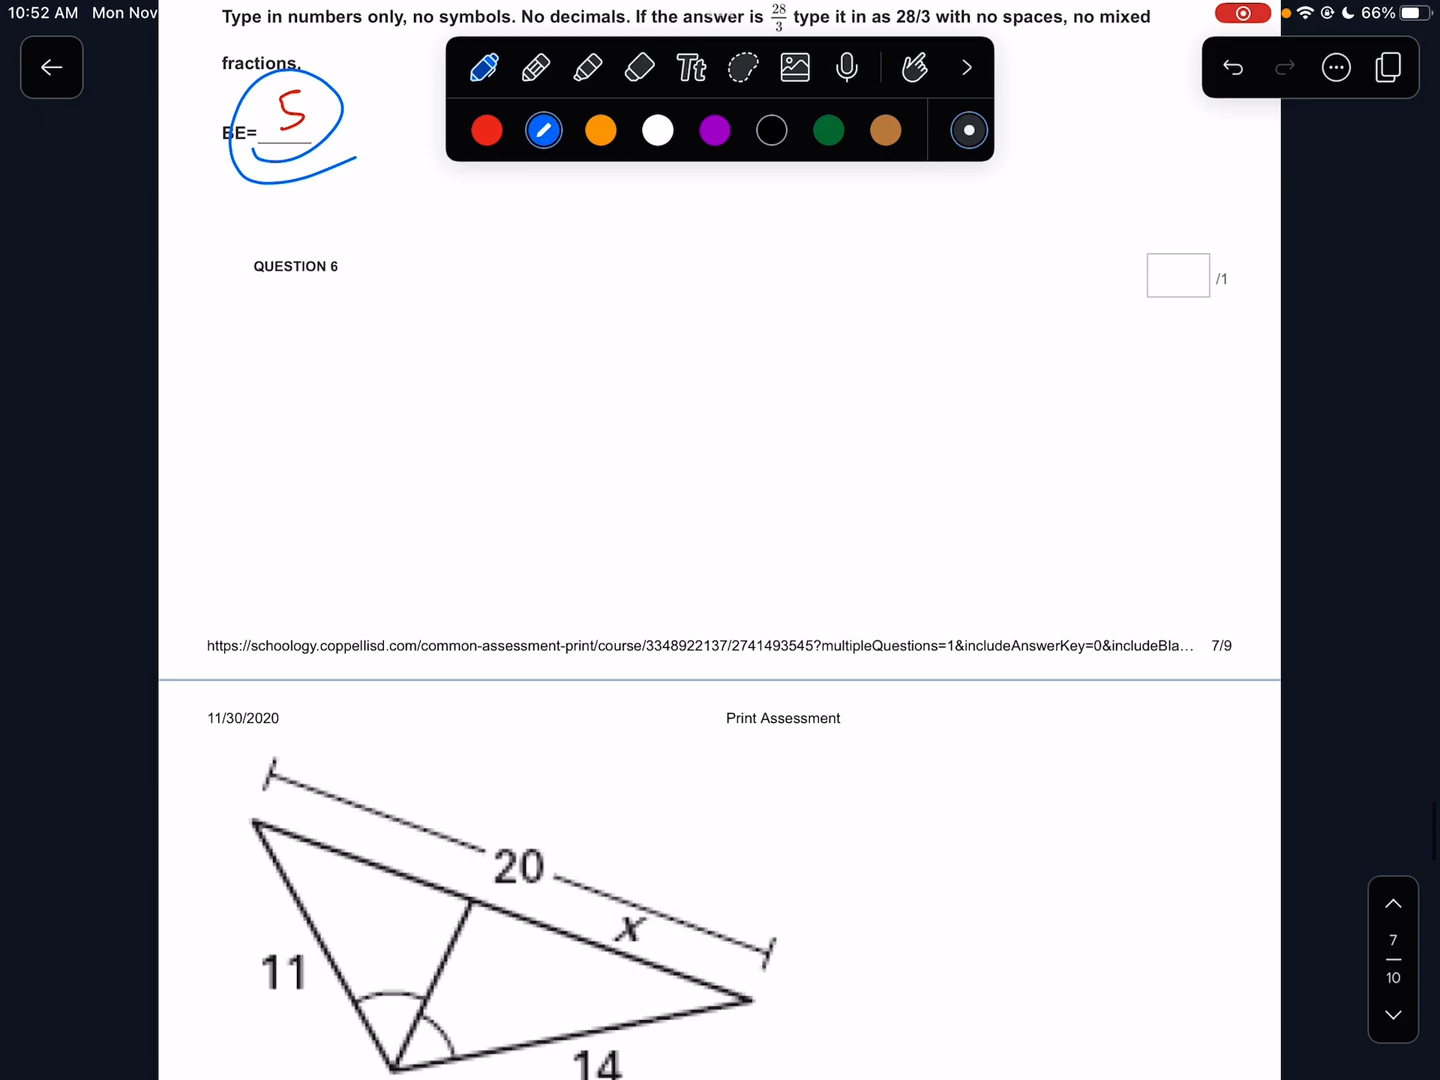 10:52 AM Mon Nov
66%
Type in numbers only, no symbols. No decimals. If the answer is 28/3 type it in as 28/3 with no spaces, no mixed
fractions.
BE= 5
Tt
QUESTION 6
/1
https://schoology.coppellisd.com/common-assessment-print/course/3348922137/2741493545?multipleQuestions=1&includeAnswerKey=0&includeBla… 7/9
11/30/2020 Print Assessment
20
x
11
14
7
10